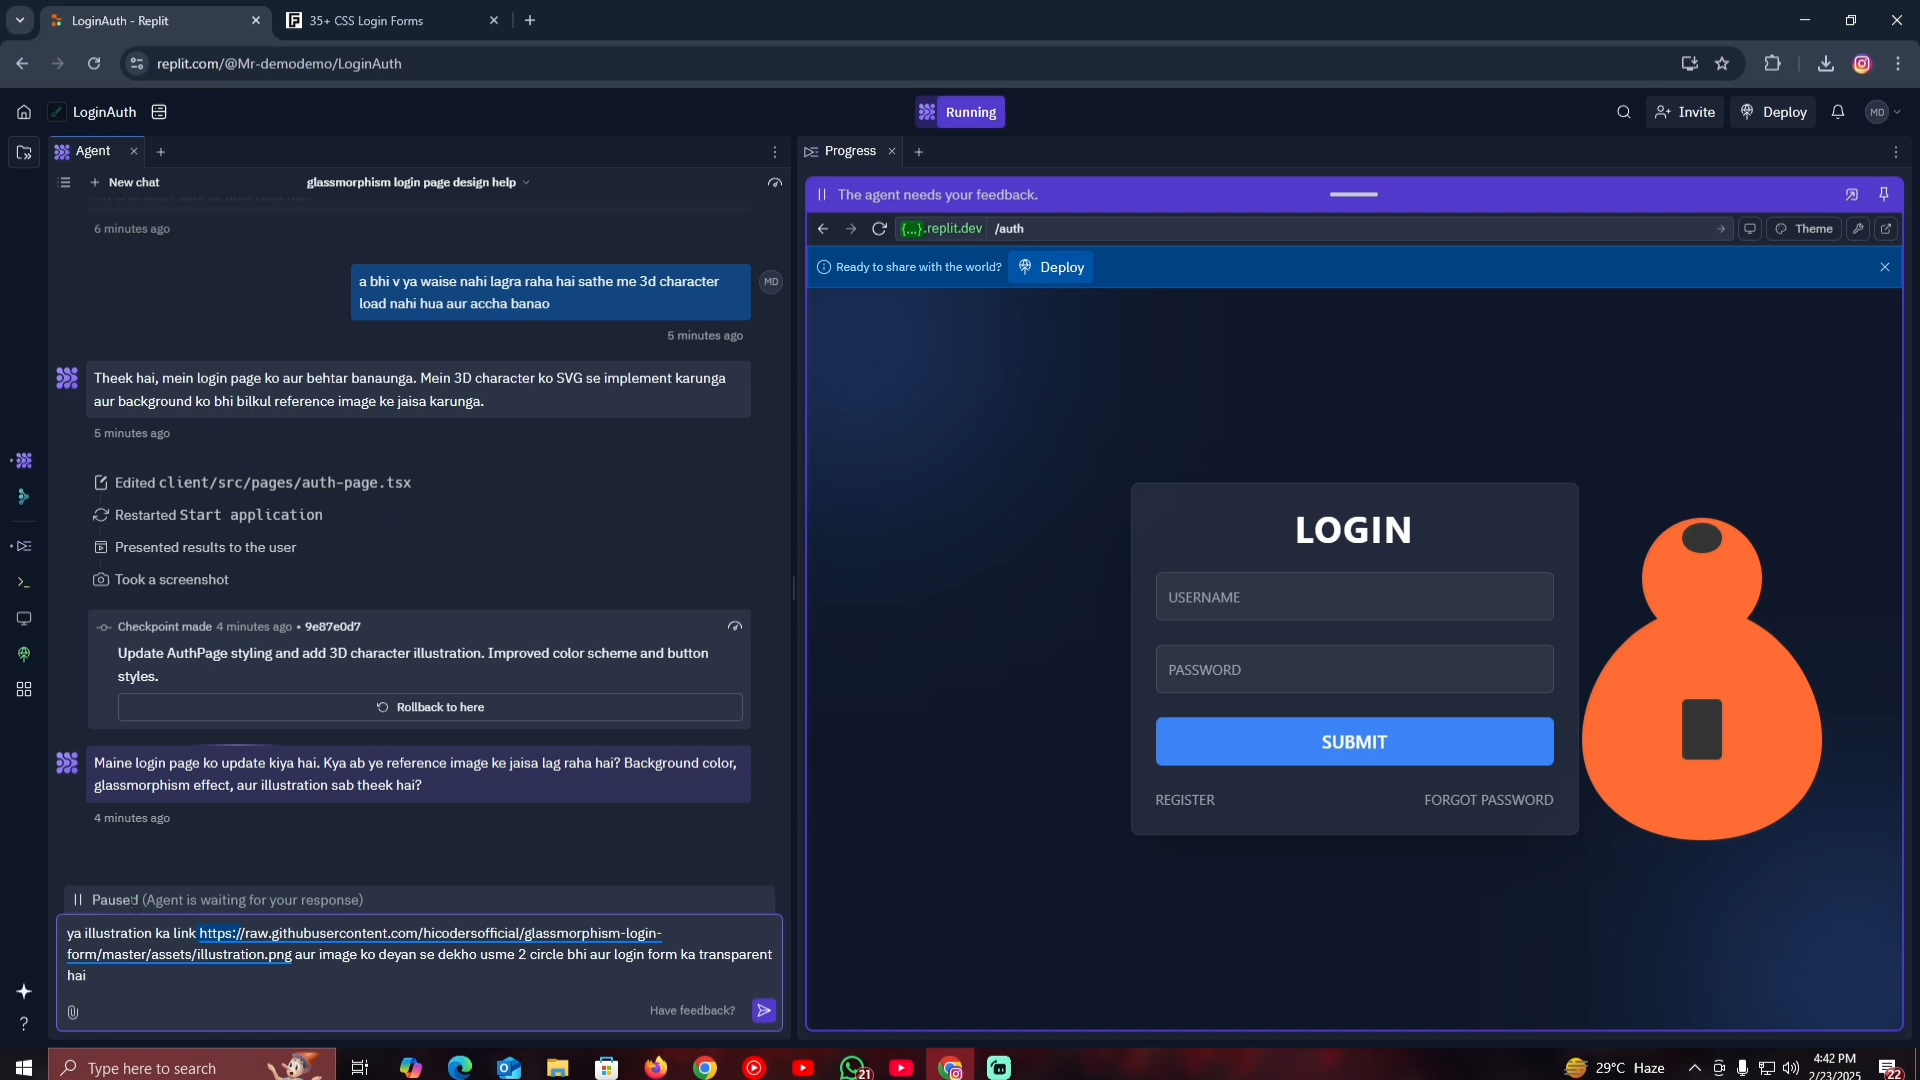 LoginAuth - Replit
35+ CSS Login Forms
replit.com/@Mr-demodemo/LoginAuth
LoginAuth
Running
Invite
Deploy
MD
Agent
Progress
New chat
glassmorphism login page design help
The agent needs your feedback.
6 minutes ago
{...}.replit.dev /auth
Theme
Ready to share with the world?
Deploy
a bhi v ya waise nahi lagra raha hai sathe me 3d character
load nahi hua aur accha banao
MD
5 minutes ago
Theek hai, mein login page ko aur behtar banaunga. Mein 3D character ko SVG se implement karunga
aur background ko bhi bilkul reference image ke jaisa karunga.
5 minutes ago
Edited client/src/pages/auth-page.tsx
Restarted Start application
Presented results to the user
Took a screenshot
Checkpoint made 4 minutes ago • 9e87e0d7
Update AuthPage styling and add 3D character illustration. Improved color scheme and button
styles.
Rollback to here
Maine login page ko update kiya hai. Kya ab ye reference image ke jaisa lag raha hai? Background color,
glassmorphism effect, aur illustration sab theek hai?
4 minutes ago
LOGIN
USERNAME
PASSWORD
SUBMIT
REGISTER
FORGOT PASSWORD
Paused (Agent is waiting for your response)
ya illustration ka link https://raw.githubusercontent.com/hicodersofficial/glassmorphism-login-
form/master/assets/illustration.png aur image ko deyan se dekho usme 2 circle bhi aur login form ka transparent
hai
Have feedback?
Type here to search
21
29°C Haze
4:42 PM
2/23/2025
22